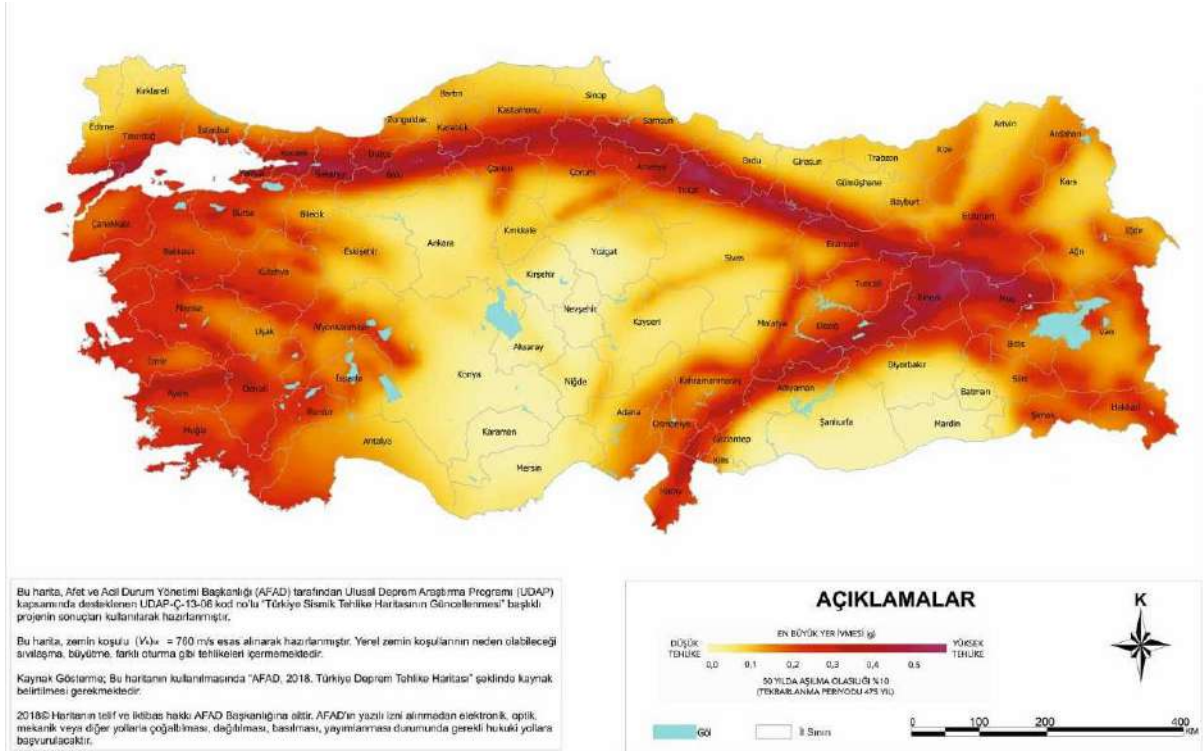 Kırklareli
Edirne
Tekirdağ
İstanbul
Kocaeli
Yalova
Sakarya
Düzce
Bolu
Zonguldak
Bartın
Karabük
Kastamonu
Sinop
Samsun
Çankırı
Çorum
Amasya
Tokat
Ordu
Giresun
Trabzon
Gümüşhane
Bayburt
Rize
Artvin
Ardahan
Kars
Iğdır
Ağrı
Erzurum
Erzincan
Tunceli
Bingöl
Muş
Van
Bitlis
Siirt
Şırnak
Hakkari
Batman
Mardin
Diyarbakır
Şanlıurfa
Adıyaman
Elazığ
Malatya
Sivas
Yozgat
Kırıkkale
Kırşehir
Nevşehir
Kayseri
Aksaray
Niğde
Ankara
Eskişehir
Bilecik
Bursa
Çanakkale
Balıkesir
Kütahya
Manisa
Uşak
Afyonkarahisar
İzmir
Aydın
Denizli
Isparta
Burdur
Muğla
Antalya
Konya
Karaman
Mersin
Adana
Osmaniye
Kahramanmaraş
Gaziantep
Kilis
Hatay
Bu harita, Afet ve Acil Durum Yönetimi Başkanlığı (AFAD) tarafından Ulusal Deprem Araştırma Programı (UDAP)
kapsamında desteklenen UDAP-Ç-13-06 kod no'lu "Türkiye Sismik Tehlike Haritasının Güncellenmesi" başlıklı
projenin sonuçları kullanılarak hazırlanmıştır.
Bu harita, zemin koşulu (Vs)30 = 760 m/s esas alınarak hazırlanmıştır. Yerel zemin koşullarının neden olabileceği
sıvılaşma, büyütme, farklı oturma gibi tehlikeleri içermemektedir.
Kaynak Gösterme; Bu haritanın kullanılmasında "AFAD, 2018. Türkiye Deprem Tehlike Haritası" şeklinde kaynak
belirtilmesi gerekmektedir.
2018© Haritanın telif ve iktibas hakkı AFAD Başkanlığına aittir. AFAD'ın yazılı izni alınmadan elektronik, optik,
mekanik veya diğer yollarla çoğaltılması, dağıtılması, basılması, yayımlanması durumunda gerekli hukuki yollara
başvurulacaktır.
AÇIKLAMALAR
EN BÜYÜK YER İVMESİ (g)
DÜŞÜK TEHLİKE
YÜKSEK TEHLİKE
0,0 0,1 0,2 0,3 0,4 0.5
50 YILDA AŞILMA OLASILIĞI %10
(TEKRARLANMA PERİYODU 475 YIL)
Göl
İl Sınırı
K
0 100 200 400
KM